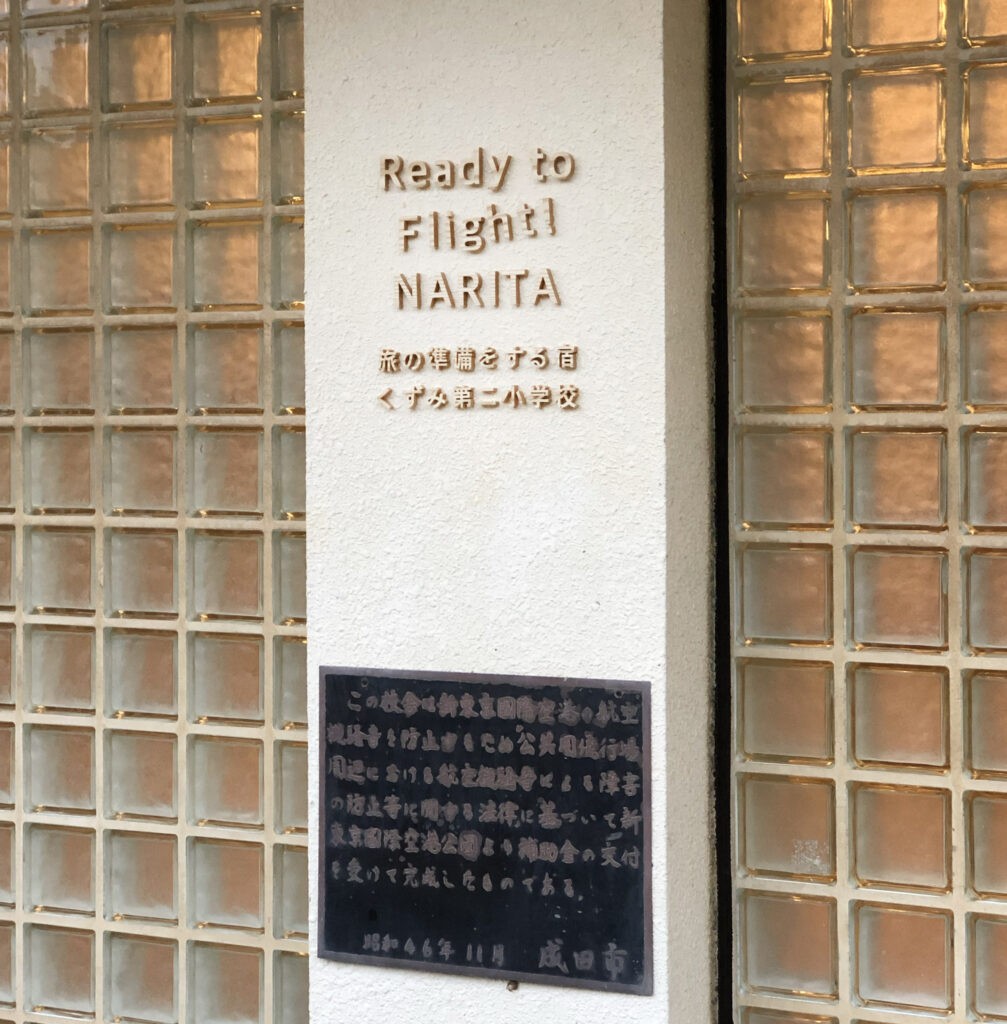 Ready to
Flight!
NARITA
旅の準備をする宿
くずみ第二小学校
この校舎は新東京国際空港の航空
機騒音を防止するため公共用飛行場
周辺における航空機騒音による障害
の防止等に関する法律に基づいて新
東京国際空港公団より補助金の交付
を受けて完成したものである。
昭和46年11月 成田市